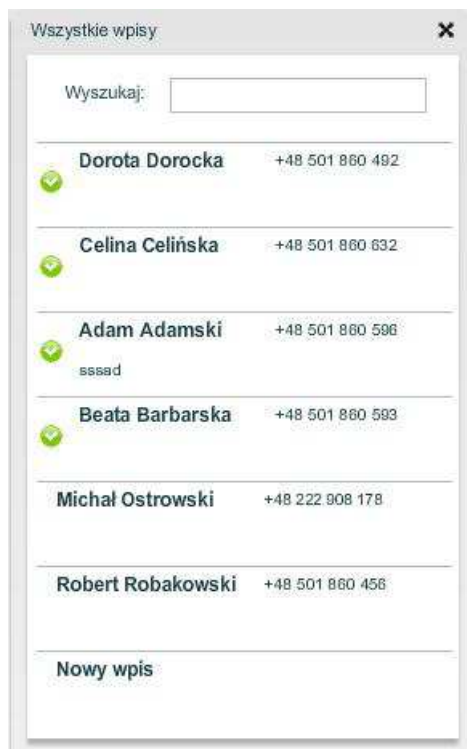 Wszystkie wpisy
Wyszukaj:
Dorota Dorocka +48 501 860 492
Celina Celińska +48 501 860 632
Adam Adamski +48 501 860 596
sssad
Beata Barbarska +48 501 860 593
Michał Ostrowski +48 222 908 178
Robert Robakowski +48 501 860 456
Nowy wpis